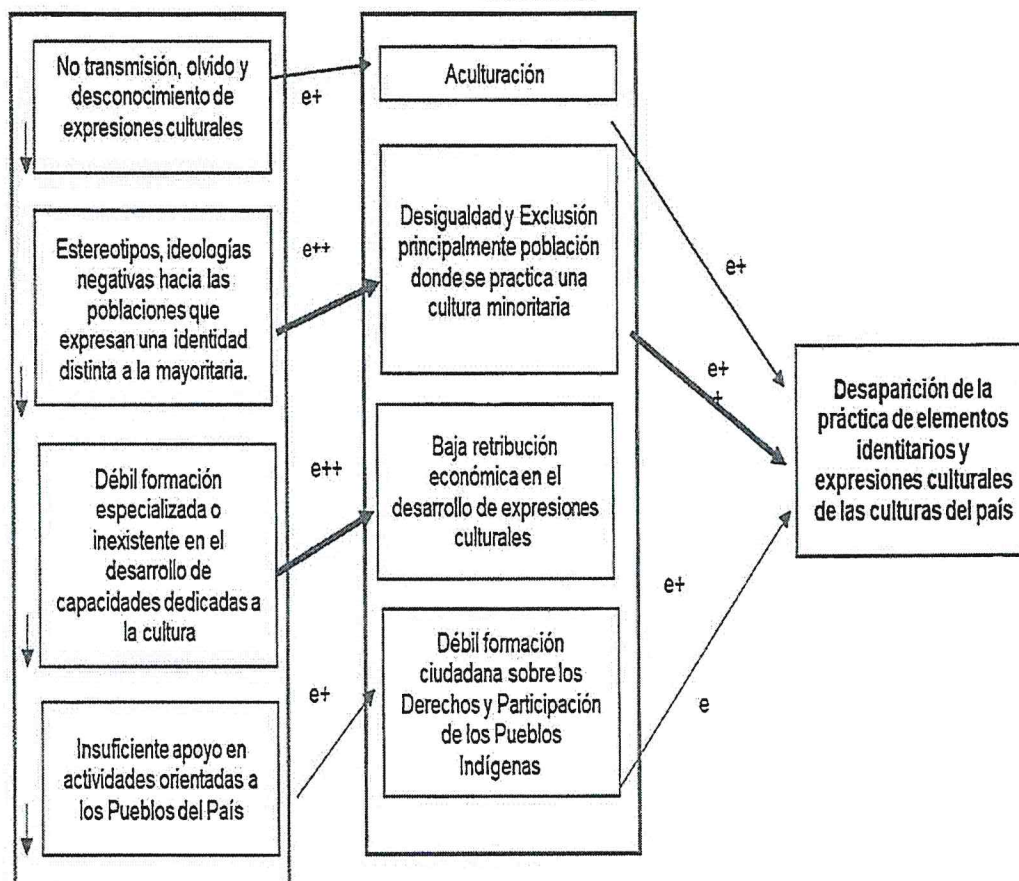 No transmisión, olvido y
desconocimiento de
expresiones culturales
e+
Aculturación
Estereotipos, ideologías
negativas hacia las
poblaciones que
expresan una identidad
distinta a la mayoritaria.
e++
Desigualdad y Exclusión
principalmente población
donde se practica una
cultura minoritaria
e+
e+
+
Débil formación
especializada o
inexistente en el
desarrollo de
capacidades dedicadas a
la cultura
e++
Baja retribución
económica en el
desarrollo de expresiones
culturales
e+
Insuficiente apoyo en
actividades orientadas a
los Pueblos del País
e+
Débil formación
ciudadana sobre los
Derechos y Participación
de los Pueblos
Indígenas
e
Desaparición de la
práctica de elementos
identitarios y
expresiones culturales
de las culturas del país